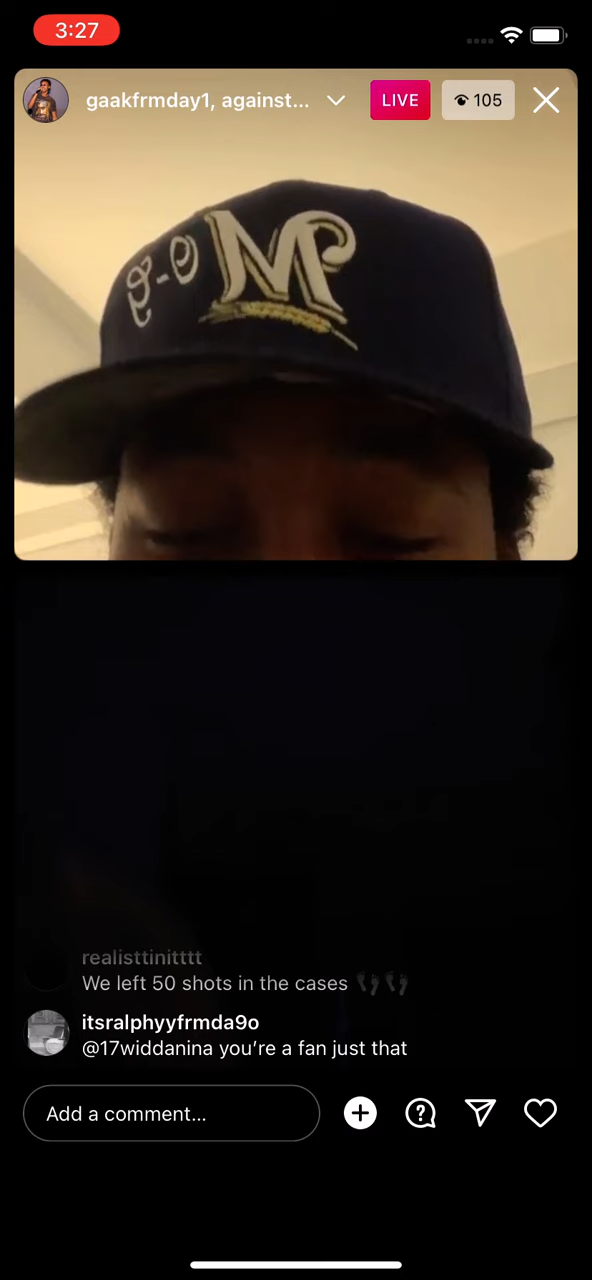 3:27
gaakfrmday1, against...
LIVE
105
M
realisttinitttt
We left 50 shots in the cases 👣👣
itsralphyyfrmda9o
@17widdanina you’re a fan just that
Add a comment...